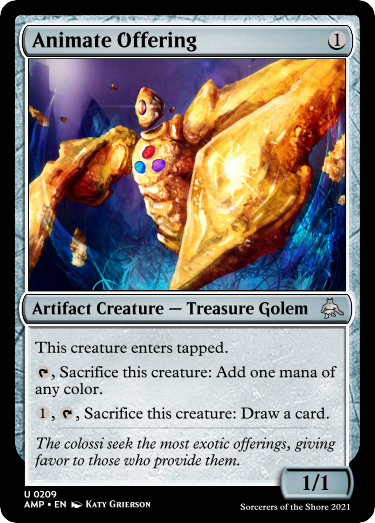 Animate Offering 1
Artifact Creature — Treasure Golem
This creature enters tapped.
, Sacrifice this creature: Add one mana of
any color.
1, , Sacrifice this creature: Draw a card.
The colossi seek the most exotic offerings, giving
favor to those who provide them.
1/1
U 0209
AMP • EN Katy Grierson
Sorcerers of the Shore 2021